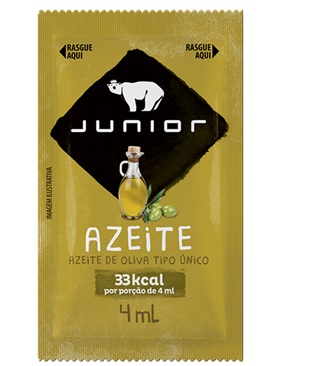 RASGUE
AQUI
RASGUE
AQUI
JUNIOR
IMAGEM ILUSTRATIVA
AZEiTE
AZEITE DE OLIVA TIPO ÚNICO
33kcal
por porção de 4 ml
4 mL